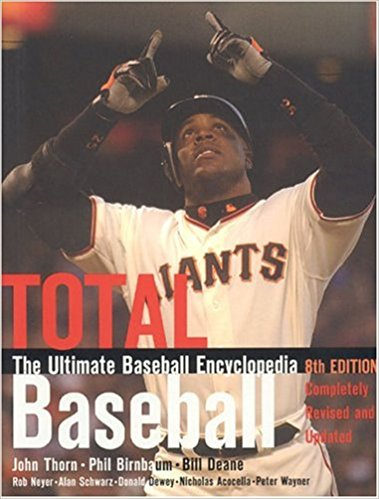 GIANTS
TOTAL
The Ultimate Baseball Encyclopedia
8th EDITION
Completely
Revised and
Updated
Baseball
John Thorn • Phil Birnbaum • Bill Deane
Rob Neyer • Alan Schwarz • Donald Dewey • Nicholas Acocella • Peter Wayner